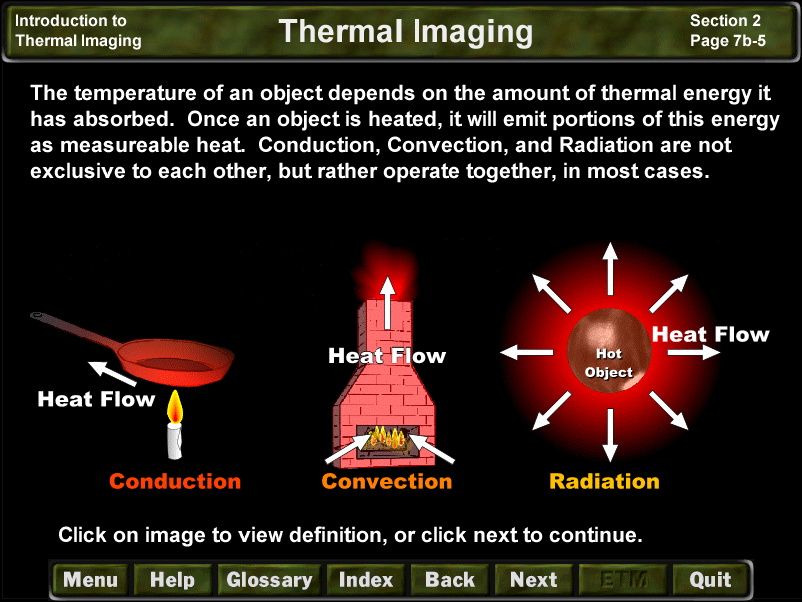 Introduction to
Thermal Imaging
Thermal Imaging
Section 2
Page 7b-5
The temperature of an object depends on the amount of thermal energy it
has absorbed.  Once an object is heated, it will emit portions of this energy
as measureable heat.  Conduction, Convection, and Radiation are not
exclusive to each other, but rather operate together, in most cases.
Heat Flow
Conduction
Heat Flow
Convection
Hot
Object
Heat Flow
Radiation
Click on image to view definition, or click next to continue.
Menu Help Glossary Index Back Next ETM Quit